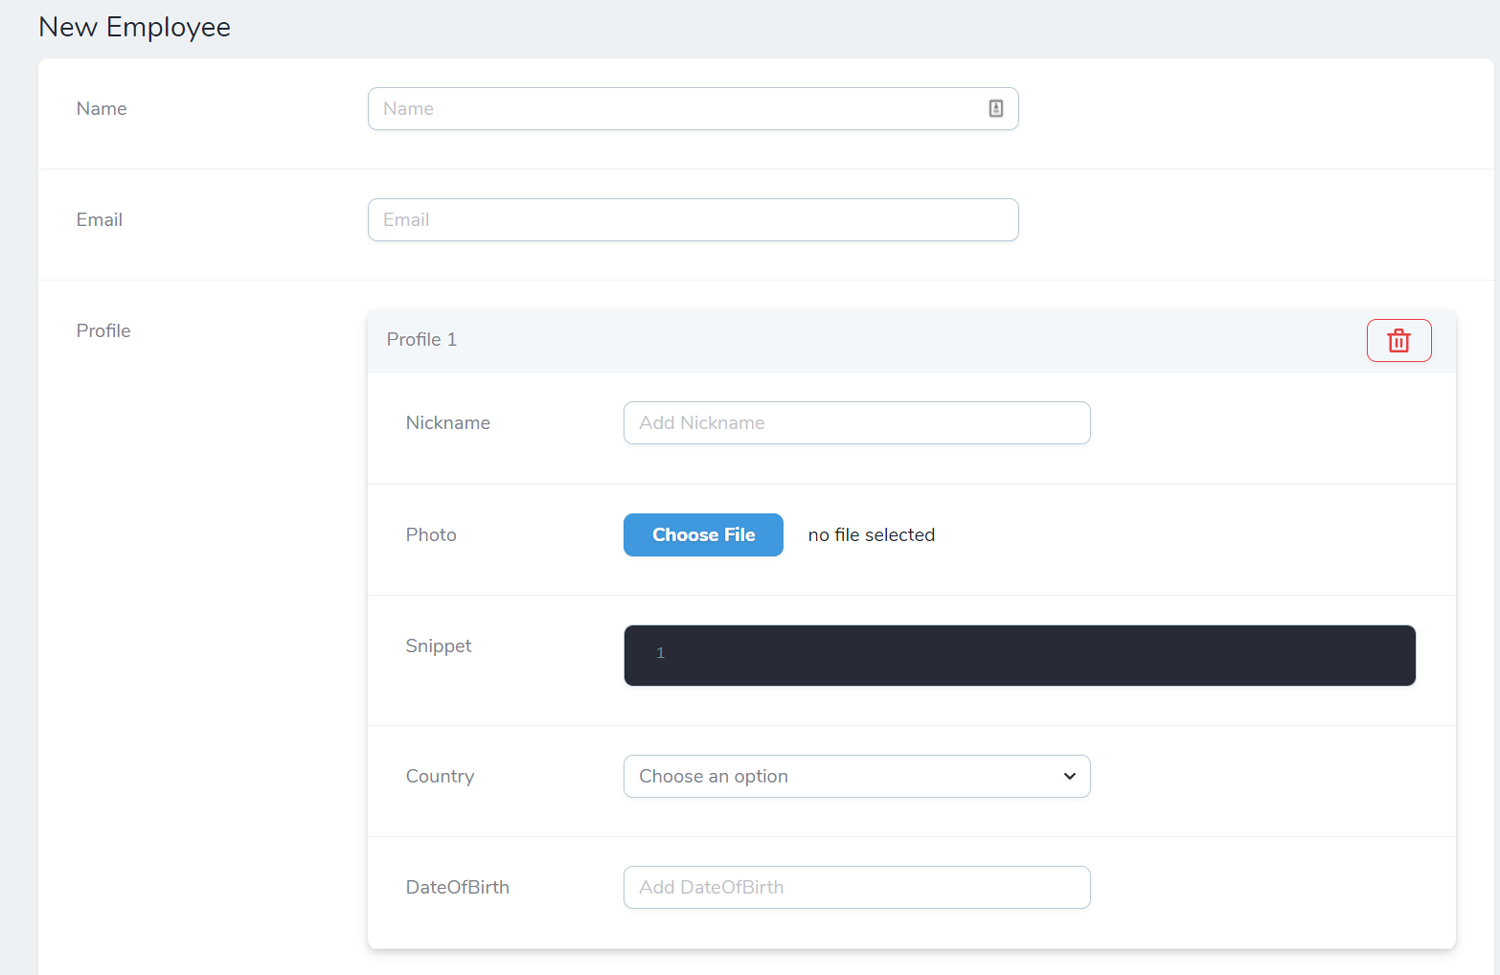 New Employee
Name
Name
Email
Email
Profile
Profile 1
Nickname
Add Nickname
Photo
Choose File
no file selected
Snippet
1
Country
Choose an option
DateOfBirth
Add DateOfBirth